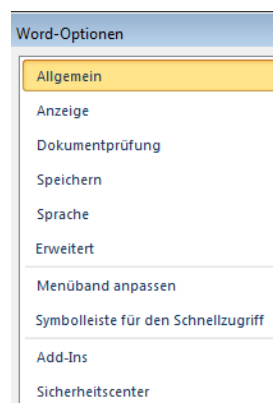 Word-Optionen
Allgemein
Anzeige
Dokumentprüfung
Speichern
Sprache
Erweitert
Menüband anpassen
Symbolleiste für den Schnellzugriff
Add-Ins
Sicherheitscenter